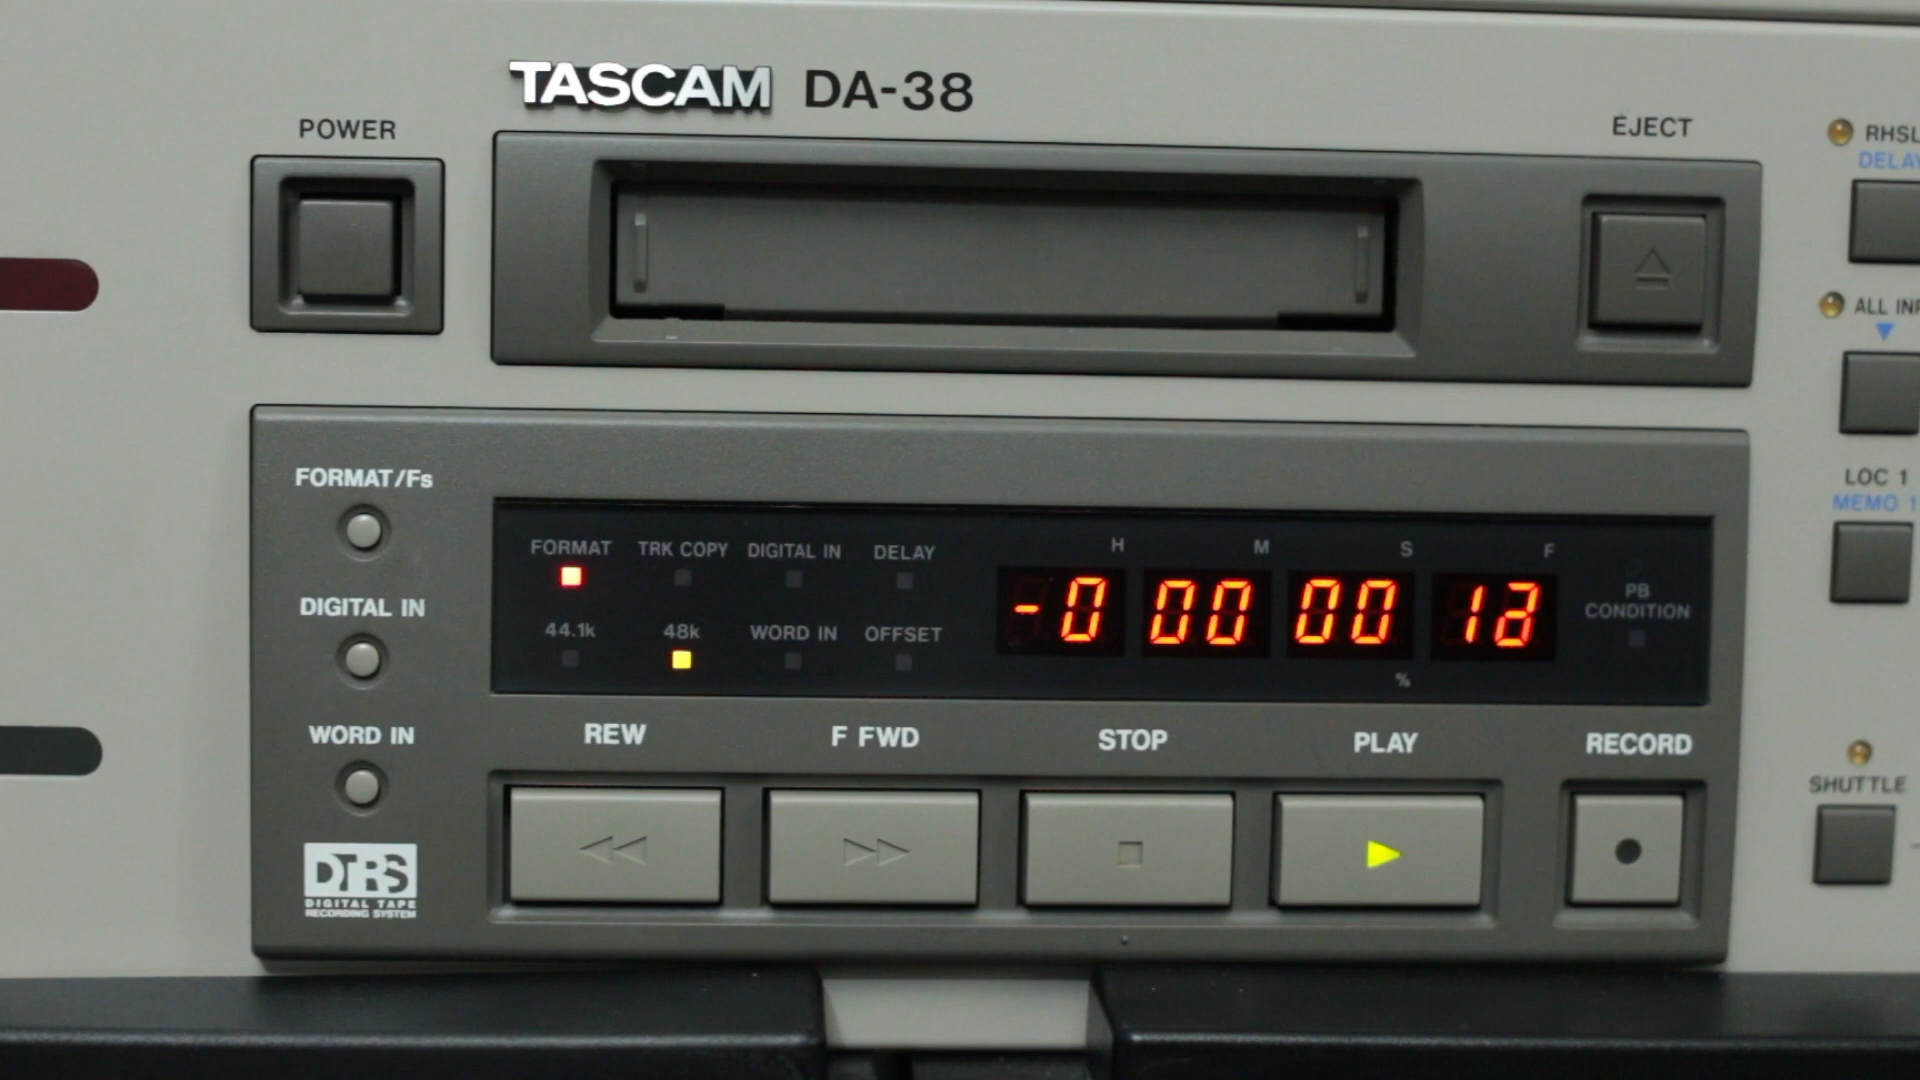 TASCAM DA-38
POWER
EJECT
RHSL
DELAY
ALL INP
FORMAT/Fs
LOC 1
MEMO 1
FORMAT TRK COPY DIGITAL IN DELAY
H M S F
-0 00 00
PB
CONDITION
DIGITAL IN
44.1k 48k WORD IN OFFSET
%
WORD IN
REW F FWD STOP PLAY RECORD
SHUTTLE
DTRS
DIGITAL TAPE
RECORDING SYSTEM